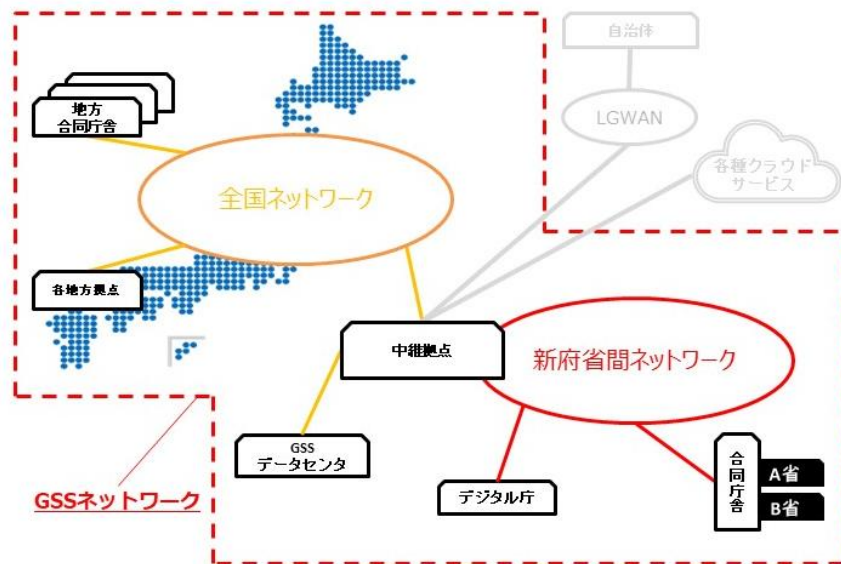 自治体
地方
合同庁舎
LGWAN
各種クラウド
サービス
全国ネットワーク
各地方拠点
中継拠点
新府省間ネットワーク
GSS
データセンタ
GSSネットワーク
デジタル庁
合同庁舎
A省
B省